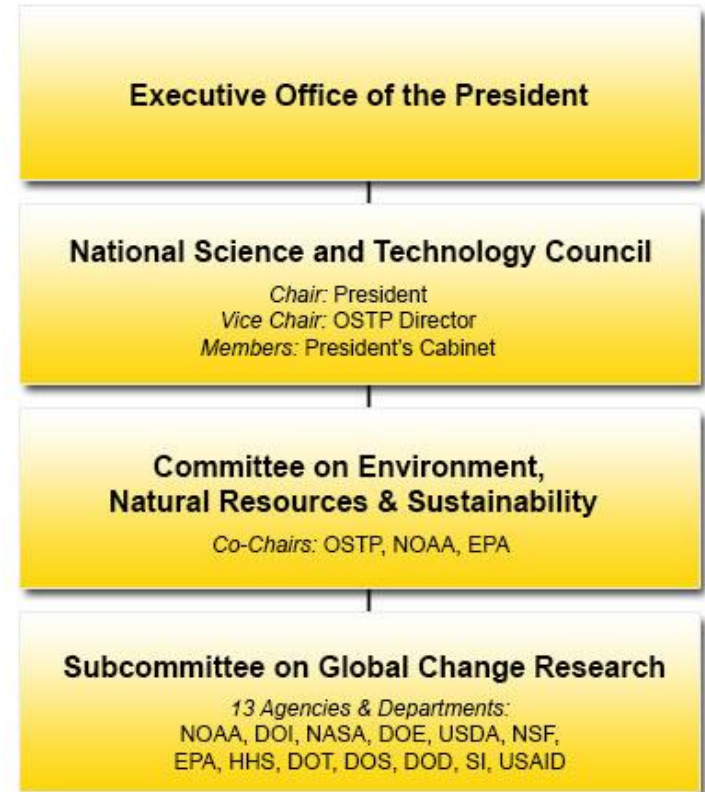 Executive Office of the President
National Science and Technology Council
Chair: President
Vice Chair: OSTP Director
Members: President's Cabinet
Committee on Environment,
Natural Resources & Sustainability
Co-Chairs: OSTP, NOAA, EPA
Subcommittee on Global Change Research
13 Agencies & Departments:
NOAA, DOI, NASA, DOE, USDA, NSF,
EPA, HHS, DOT, DOS, DOD, SI, USAID